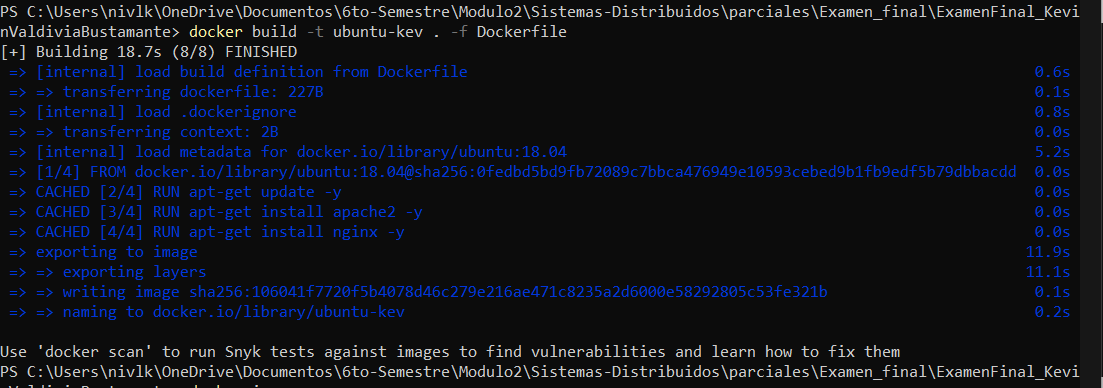 PS C:\Users\nivlk\OneDrive\Documentos\6to-Semestre\Modulo2\Sistemas-Distribuidos\parciales\Examen_final\ExamenFinal_Kevi
nValdiviaBustamante> docker build -t ubuntu-kev . -f Dockerfile
[+] Building 18.7s (8/8) FINISHED
=> [internal] load build definition from Dockerfile 0.6s
=> => transferring dockerfile: 227B 0.1s
=> [internal] load .dockerignore 0.8s
=> => transferring context: 2B 0.0s
=> [internal] load metadata for docker.io/library/ubuntu:18.04 5.2s
=> [1/4] FROM docker.io/library/ubuntu:18.04@sha256:0fedbd5bd9fb72089c7bbca476949e10593cebed9b1fb9edf5b79dbbacdd 0.0s
=> CACHED [2/4] RUN apt-get update -y 0.0s
=> CACHED [3/4] RUN apt-get install apache2 -y 0.0s
=> CACHED [4/4] RUN apt-get install nginx -y 0.0s
=> exporting to image 11.9s
=> => exporting layers 11.1s
=> => writing image sha256:106041f7720f5b4078d46c279e216ae471c8235a2d6000e58292805c53fe321b 0.1s
=> => naming to docker.io/library/ubuntu-kev 0.2s
Use 'docker scan' to run Snyk tests against images to find vulnerabilities and learn how to fix them
PS C:\Users\nivlk\OneDrive\Documentos\6to-Semestre\Modulo2\Sistemas-Distribuidos\parciales\Examen_final\ExamenFinal_Kevi